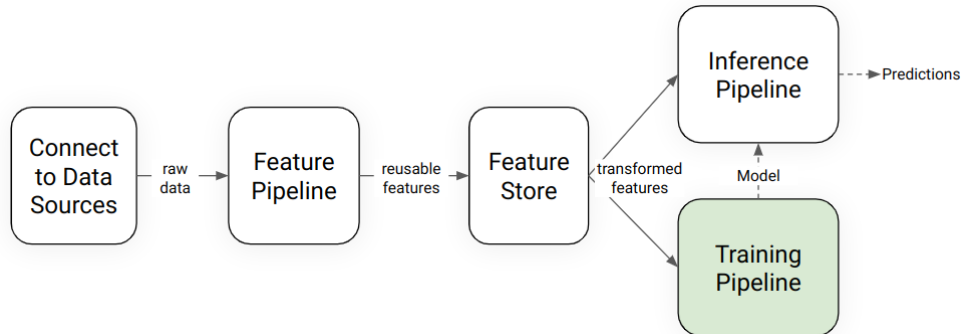 Connect
to Data
Sources
raw
data
Feature
Pipeline
reusable
features
Feature
Store
transformed
features
Inference
Pipeline
Predictions
Model
Training
Pipeline